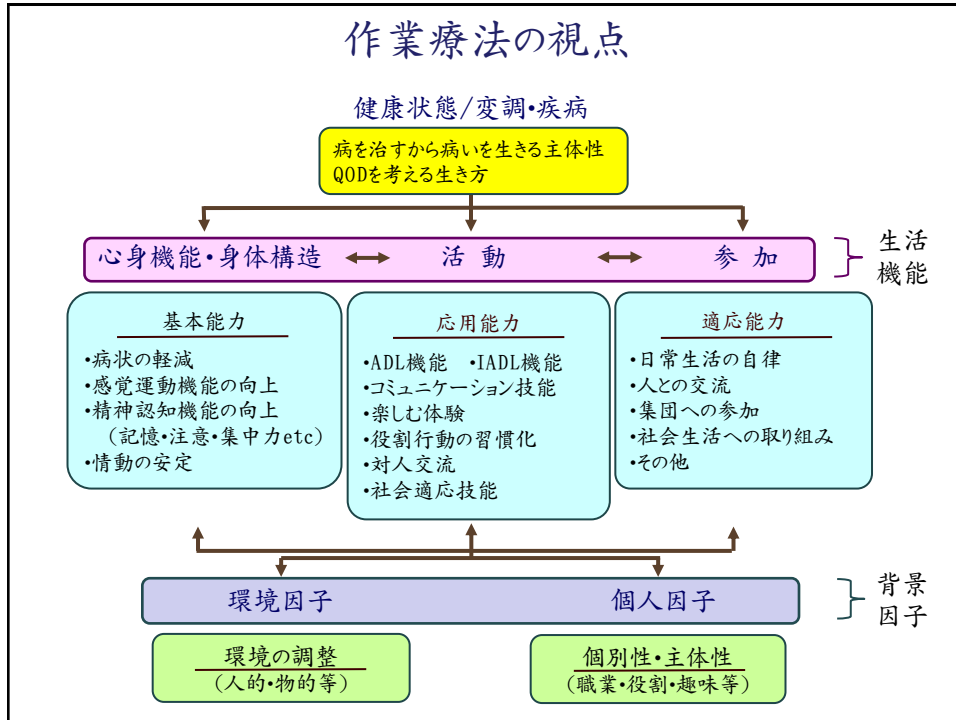 作業療法の視点
健康状態/変調・疾病
病を治すから病いを生きる主体性
QODを考える生き方
心身機能・身体構造
活 動
参 加
生活
機能
基本能力
・病状の軽減
・感覚運動機能の向上
・精神認知機能の向上
(記憶・注意・集中力etc)
・情動の安定
応用能力
・ADL機能 ・IADL機能
・コミュニケーション技能
・楽しむ体験
・役割行動の習慣化
・対人交流
・社会適応技能
適応能力
・日常生活の自律
・人との交流
・集団への参加
・社会生活への取り組み
・その他
環境因子
個人因子
背景
因子
環境の調整
(人的・物的等)
個別性・主体性
(職業・役割・趣味等)